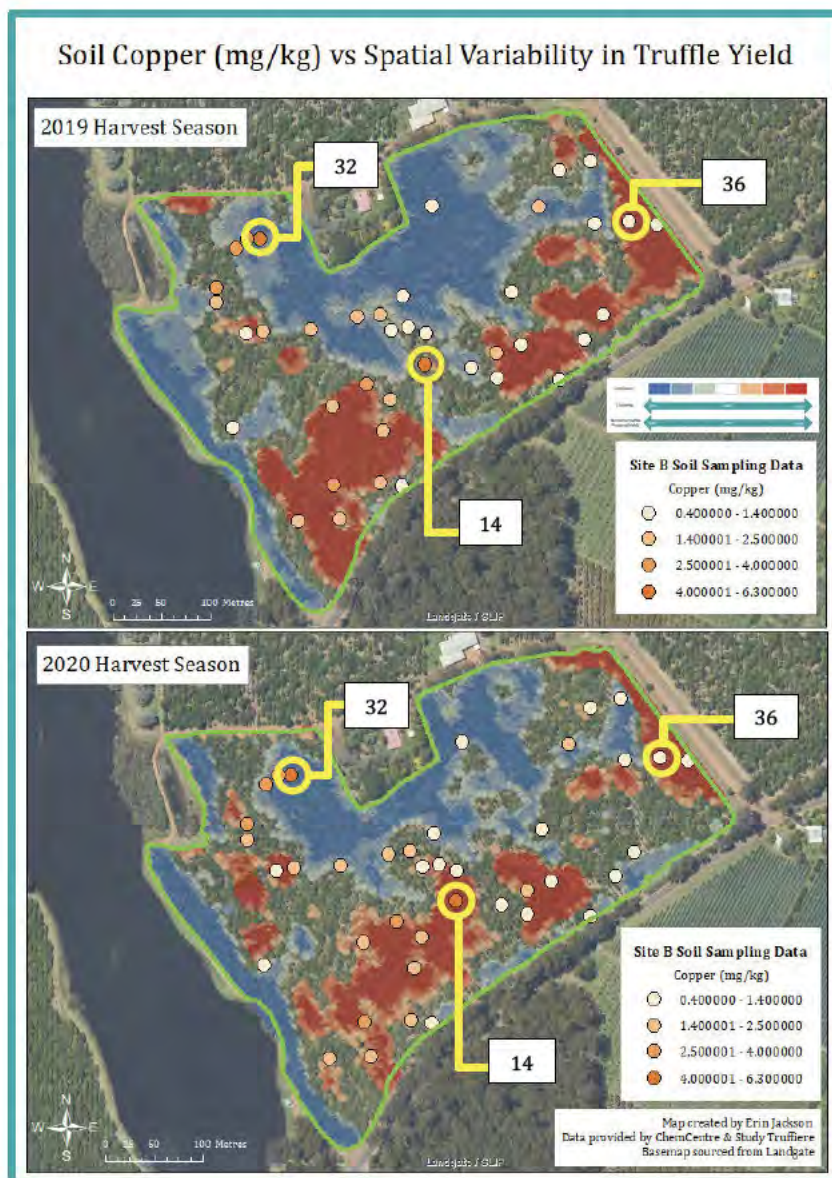 Soil Copper (mg/kg) vs Spatial Variability in Truffle Yield
2019 Harvest Season
32
36
14
Site B Soil Sampling Data
Copper (mg/kg)
0.400000 - 1.400000
1.400001 - 2.500000
2.500001 - 4.000000
4.000001 - 6.300000
N
W E
S
0 25 50 100 Metres
Landgate / SLIP
2020 Harvest Season
32
36
14
Site B Soil Sampling Data
Copper (mg/kg)
0.400000 - 1.400000
1.400001 - 2.500000
2.500001 - 4.000000
4.000001 - 6.300000
N
W E
S
0 25 50 100 Metres
Landgate / SLIP
Map created by Erin Jackson
Data provided by ChemCentre & Study Truffiere
Basemap sourced from Landgate